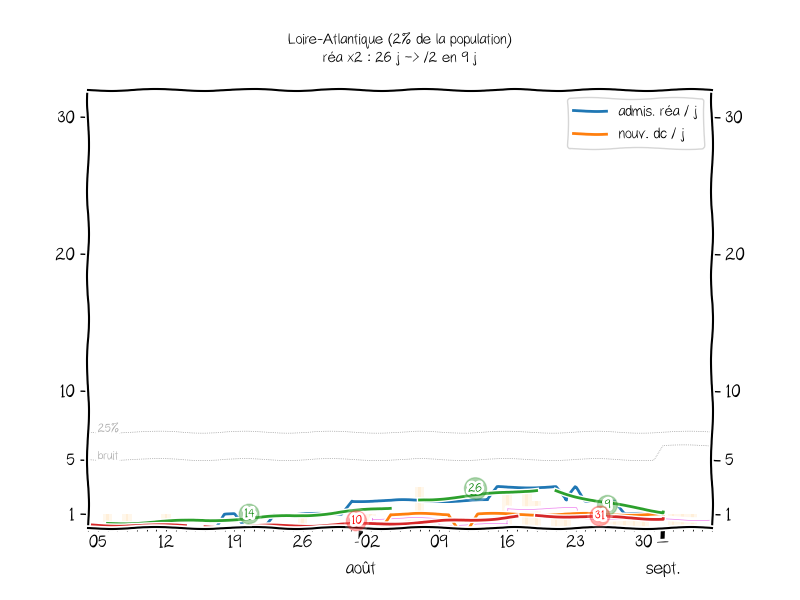 Loire-Atlantique (2% de la population)
réa x2 : 26 j -> /2 en 9 j
admis. réa / j
nouv. dc / j
30
30
20
20
10
10
25%
5
bruit
5
26
9
14
10
31
1
1
05 12 19 26 02 09 16 23 30
août sept.